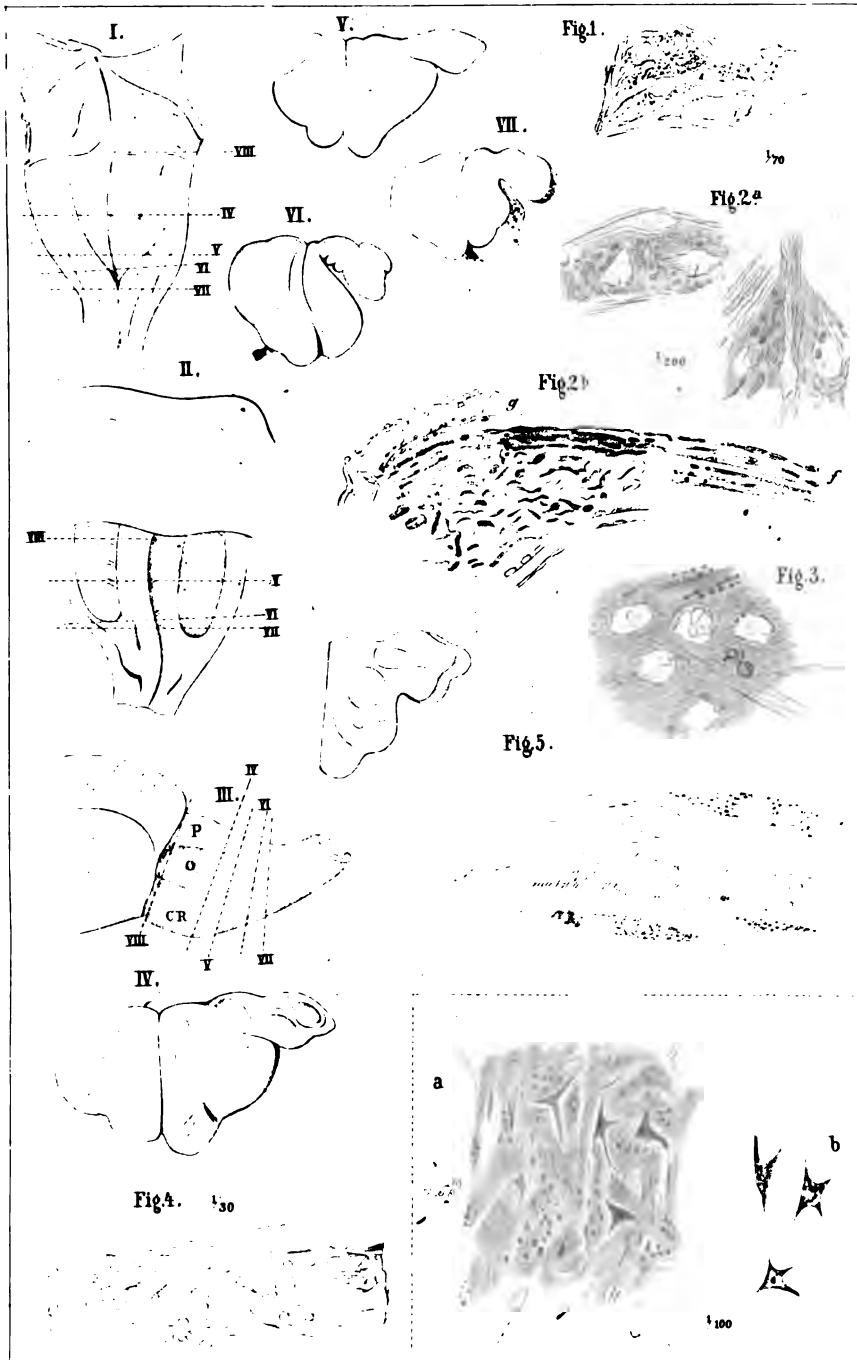 I.
V.
Fig.1.
VIII
VII.
1/70
IV
Fig.2.a
VI.
V
VI
VII
1/200
II.
Fig.2b
g
f
VIII
V
Fig.3.
VI
VII
Fig.5.
IV
III.
VI
P
O
CR
VIII
V
VII
IV.
a
b
Fig.4. 1/30
1/100